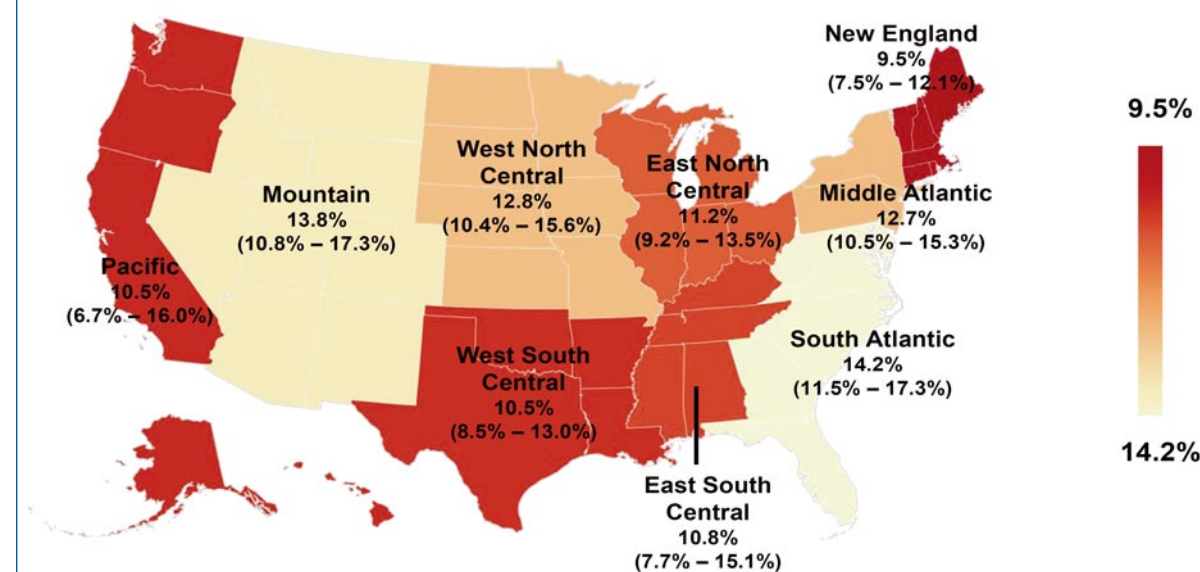 New England
9.5%
(7.5% – 12.1%)
9.5%
West North
Central
12.8%
(10.4% – 15.6%)
East North
Central
11.2%
(9.2% – 13.5%)
Mountain
13.8%
(10.8% – 17.3%)
Middle Atlantic
12.7%
(10.5% – 15.3%)
Pacific
10.5%
(6.7% – 16.0%)
South Atlantic
14.2%
(11.5% – 17.3%)
West South
Central
10.5%
(8.5% – 13.0%)
14.2%
East South
Central
10.8%
(7.7% – 15.1%)